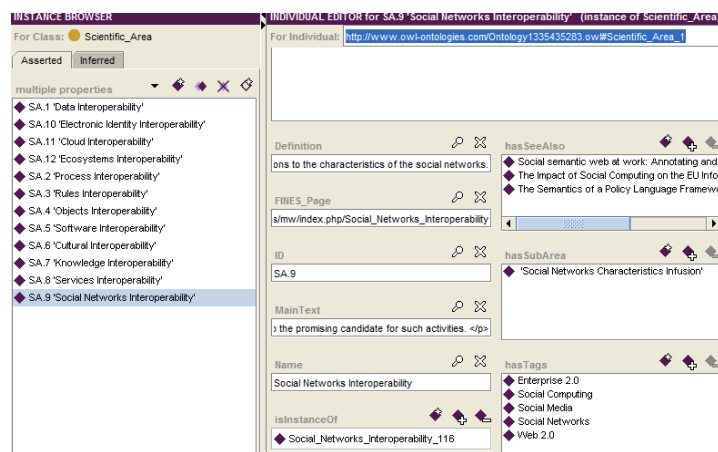 INSTANCE BROWSER
For Class: Scientific_Area
Asserted Inferred
multiple properties
SA.1 'Data Interoperability'
SA.10 'Electronic Identity Interoperability'
SA.11 'Cloud Interoperability'
SA.12 'Ecosystems Interoperability'
SA.2 'Process Interoperability'
SA.3 'Rules Interoperability'
SA.4 'Objects Interoperability'
SA.5 'Software Interoperability'
SA.6 'Cultural Interoperability'
SA.7 'Knowledge Interoperability'
SA.8 'Services Interoperability'
SA.9 'Social Networks Interoperability'
INDIVIDUAL EDITOR for SA.9 'Social Networks Interoperability' (instance of Scientific_Area
For Individual: http://www.owl-ontologies.com/Ontology1335435283.owl#Scientific_Area_1
Definition
ons to the characteristics of the social networks.
FINES_Page
s/mw/index.php/Social_Networks_Interoperability
ID
SA.9
MainText
the promising candidate for such activities. </p>
Name
Social Networks Interoperability
isInstanceOf
Social_Networks_Interoperability_116
hasSeeAlso
Social semantic web at work: Annotating and
The Impact of Social Computing on the EU Info
The Semantics of a Policy Language Framew
hasSubArea
'Social Networks Characteristics Infusion'
hasTags
Enterprise 2.0
Social Computing
Social Media
Social Networks
Web 2.0